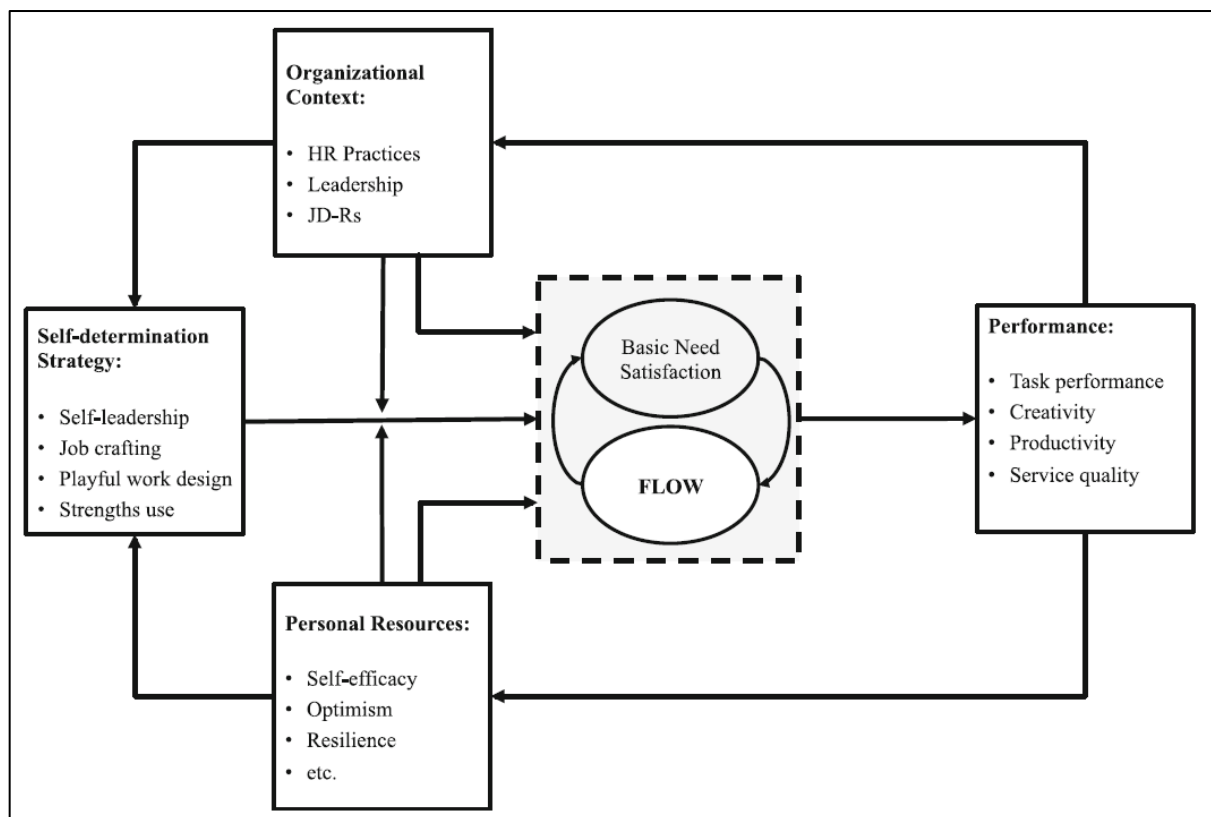 Organizational
Context:
• HR Practices
• Leadership
• JD-Rs
Self-determination
Strategy:
• Self-leadership
• Job crafting
• Playful work design
• Strengths use
Basic Need
Satisfaction
FLOW
Performance:
• Task performance
• Creativity
• Productivity
• Service quality
Personal Resources:
• Self-efficacy
• Optimism
• Resilience
• etc.